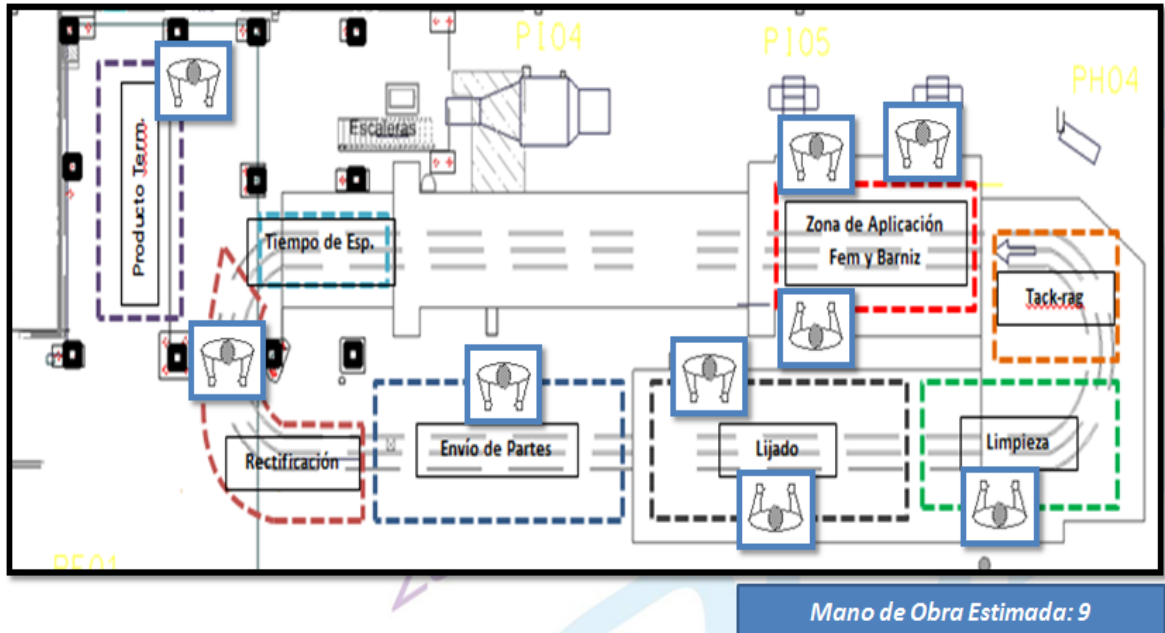 PI04
PI05
PH04
Escaleras
Producto Term.
Tiempo de Esp.
Zona de Aplicación
Fem y Barniz
Tack-rag
Rectificación
Envío de Partes
Lijado
Limpieza
Mano de Obra Estimada: 9